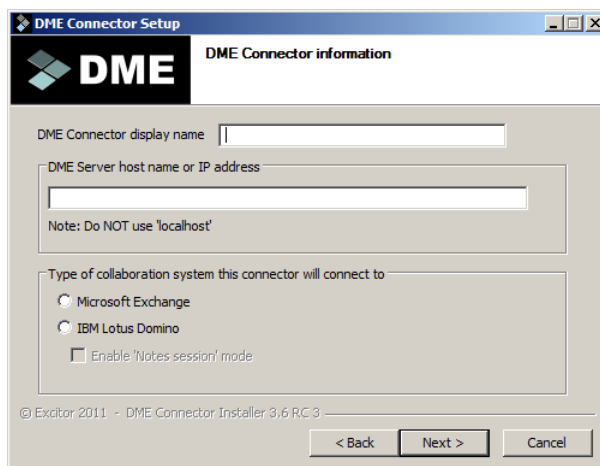 DME Connector Setup
DME
DME Connector information
DME Connector display name
DME Server host name or IP address
Note: Do NOT use 'localhost'
Type of collaboration system this connector will connect to
Microsoft Exchange
IBM Lotus Domino
Enable 'Notes session' mode
© Excitor 2011 - DME Connector Installer 3.6 RC 3
< Back Next > Cancel